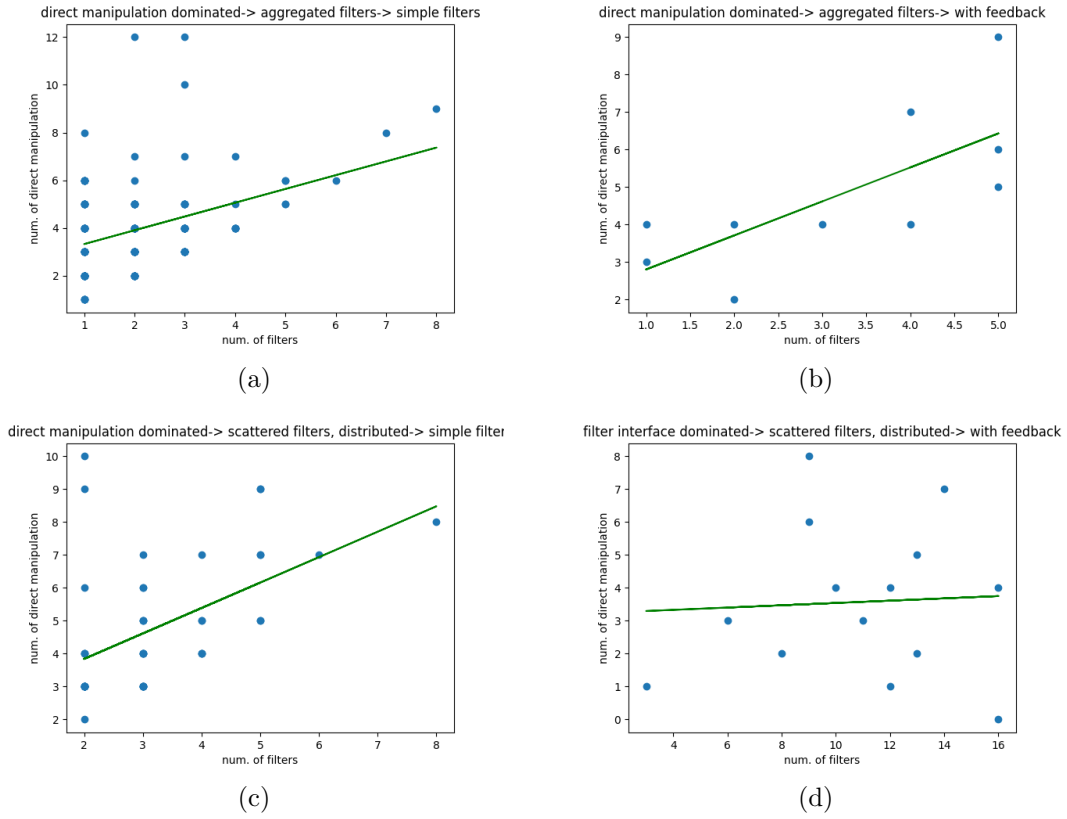 direct manipulation dominated-> aggregated filters-> simple filters
12
10
8
6
4
2
num. of direct manipulation
1 2 3 4 5 6 7 8
num. of filters
(a)
direct manipulation dominated-> aggregated filters-> with feedback
9
8
7
6
5
4
3
2
num. of direct manipulation
1.0 1.5 2.0 2.5 3.0 3.5 4.0 4.5 5.0
num. of filters
(b)
direct manipulation dominated-> scattered filters, distributed-> simple filter
10
9
8
7
6
5
4
3
2
num. of direct manipulation
2 3 4 5 6 7 8
num. of filters
(c)
filter interface dominated-> scattered filters, distributed-> with feedback
8
7
6
5
4
3
2
1
0
num. of direct manipulation
4 6 8 10 12 14 16
num. of filters
(d)